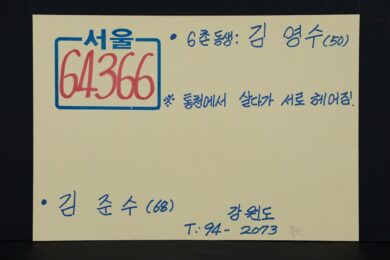 서울
64366
• 6촌동생: 김 영수(50)
※ 통천에서 살다가 서로 헤어짐!
• 김 준수(68)
강원도
T: 94- 2073